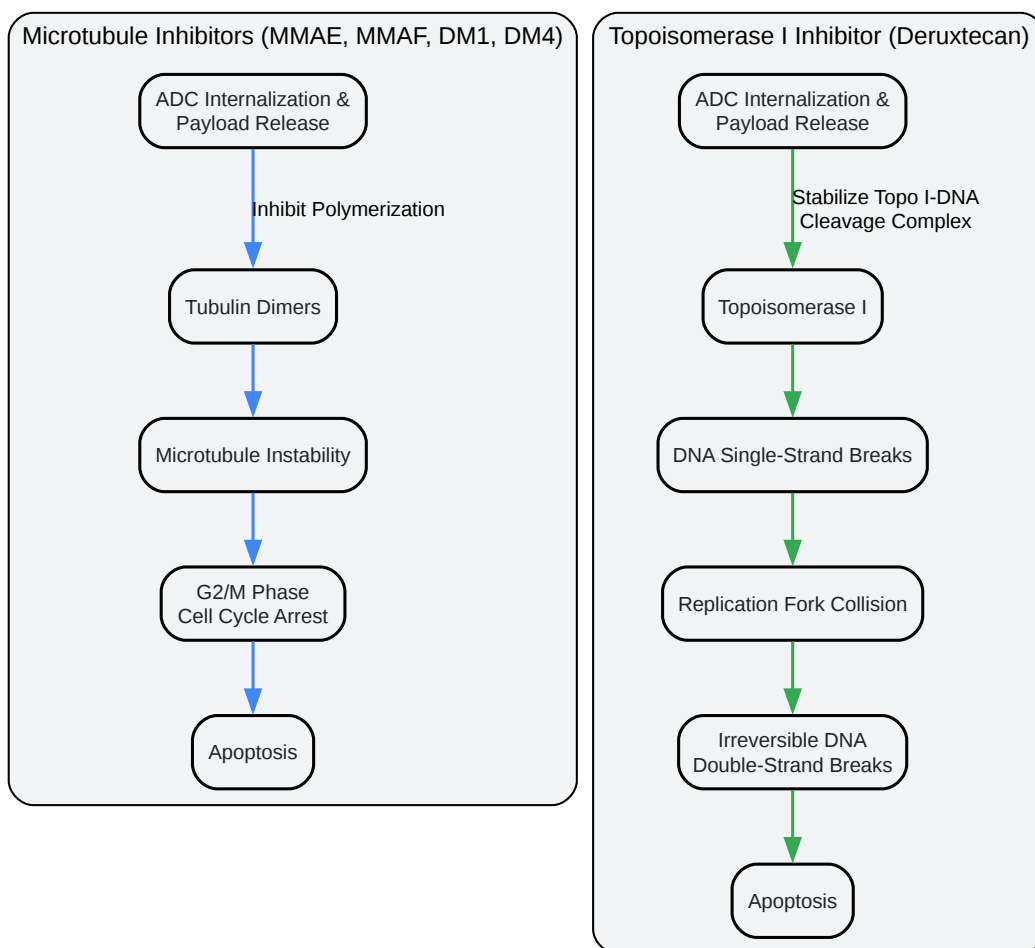 Microtubule Inhibitors (MMAE, MMAF, DM1, DM4)
ADC Internalization &
Payload Release
Inhibit Polymerization
Tubulin Dimers
Microtubule Instability
G2/M Phase
Cell Cycle Arrest
Apoptosis
Topoisomerase I Inhibitor (Deruxtecan)
ADC Internalization &
Payload Release
Stabilize Topo I-DNA
Cleavage Complex
Topoisomerase I
DNA Single-Strand Breaks
Replication Fork Collision
Irreversible DNA
Double-Strand Breaks
Apoptosis